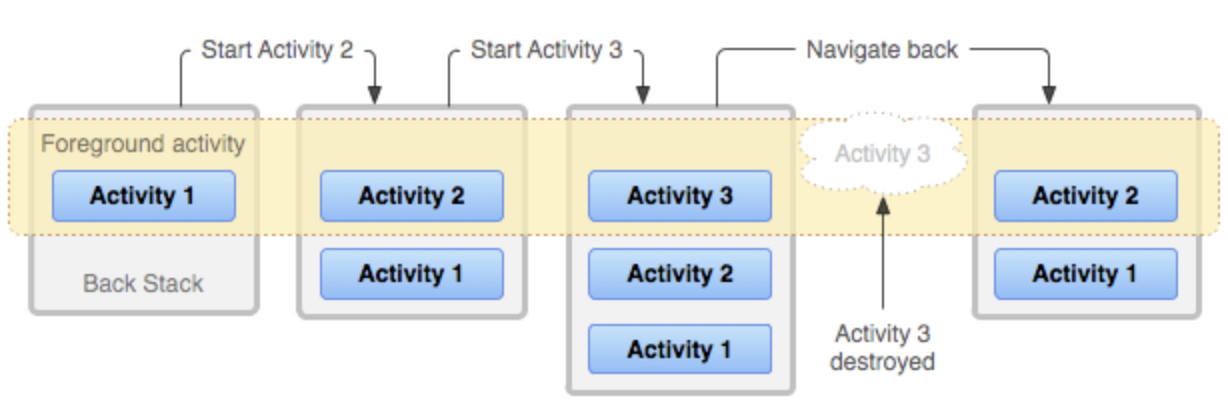 Start Activity 2
Start Activity 3
Navigate back
Foreground activity
Activity 1
Back Stack
Activity 2
Activity 1
Activity 3
Activity 2
Activity 1
Activity 3
Activity 3
destroyed
Activity 2
Activity 1